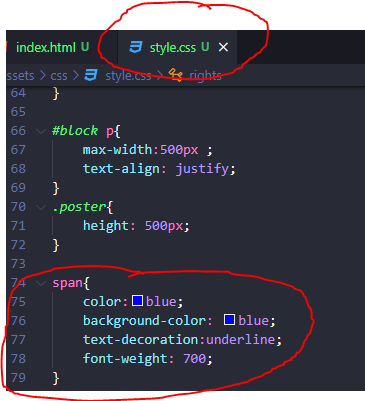 index.html U
style.css U ×
ssets > css > style.css > rights
64 }
65
66 #block p{
67 max-width:500px ;
68 text-align: justify;
69 }
70 .poster{
71 height: 500px;
72 }
73
74 span{
75 color: blue;
76 background-color: blue;
77 text-decoration:underline;
78 font-weight: 700;
79 }